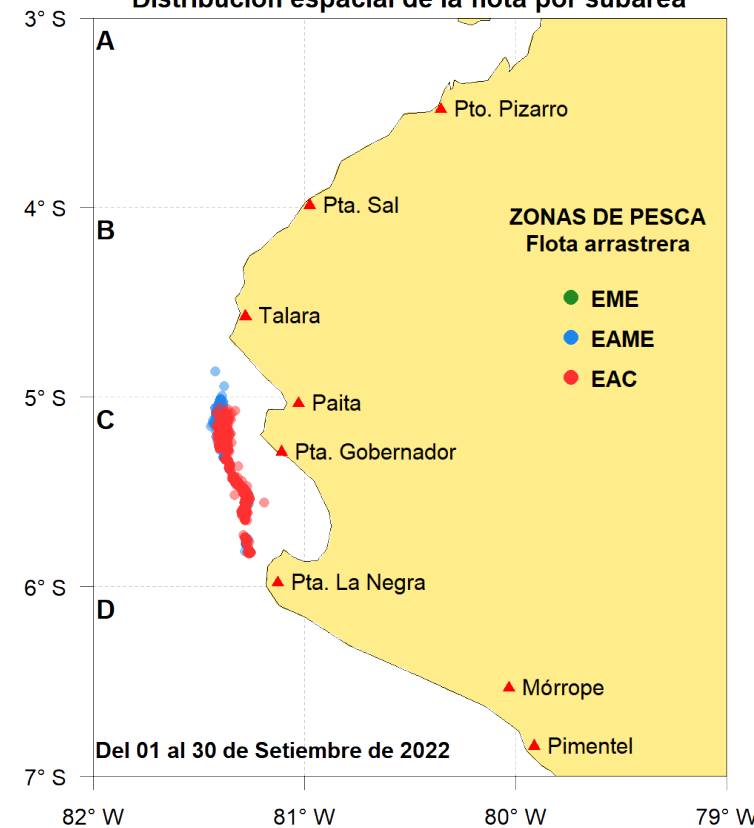 Distribución espacial de la flota por subárea
3° S
A
Pto. Pizarro
4° S
Pta. Sal
B
ZONAS DE PESCA
Flota arrastrera
EME
Talara
EAME
EAC
5° S
Paita
C
Pta. Gobernador
6° S
Pta. La Negra
D
Mórrope
Pimentel
Del 01 al 30 de Setiembre de 2022
7° S
82° W
81° W
80° W
79° W